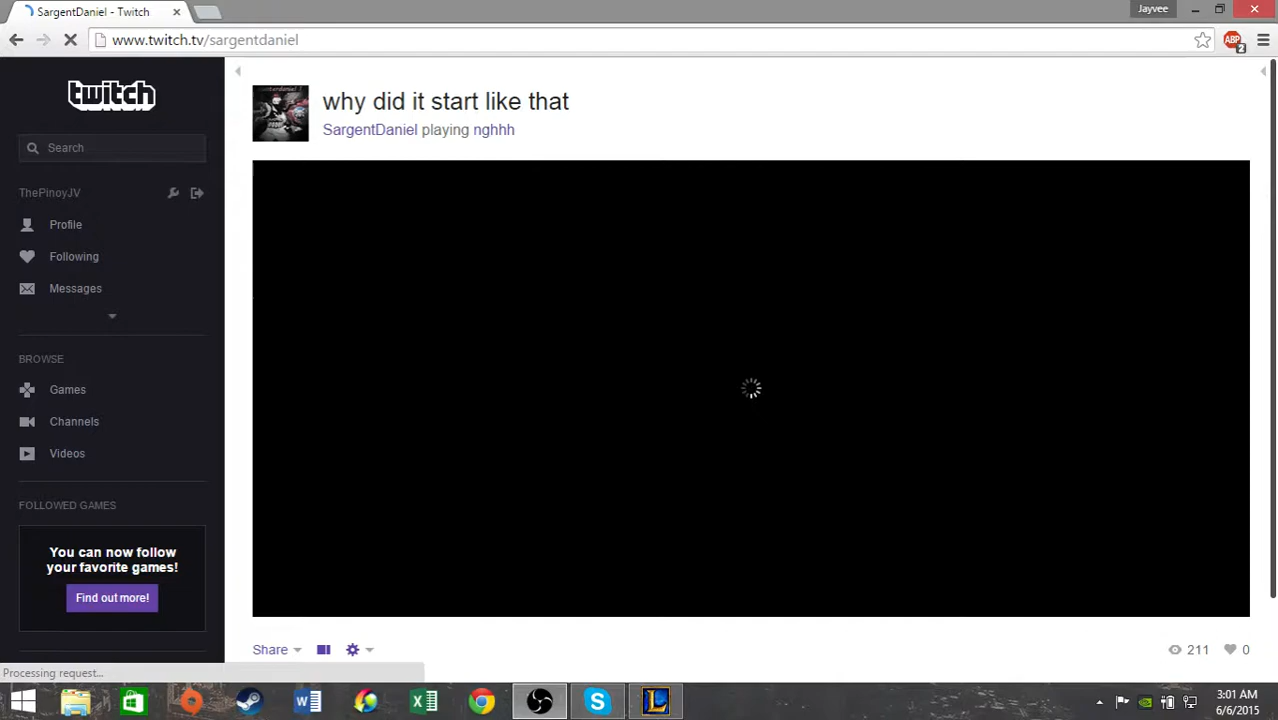 SargentDaniel - Twitch
Jayvee
www.twitch.tv/sargentdaniel
ABP
2
twitch
Search
ThePinoyJV
Profile
Following
Messages
BROWSE
Games
Channels
Videos
FOLLOWED GAMES
You can now follow
your favorite games!
Find out more!
why did it start like that
SargentDaniel playing nghhh
Share
211
0
Processing request...
3:01 AM
6/6/2015